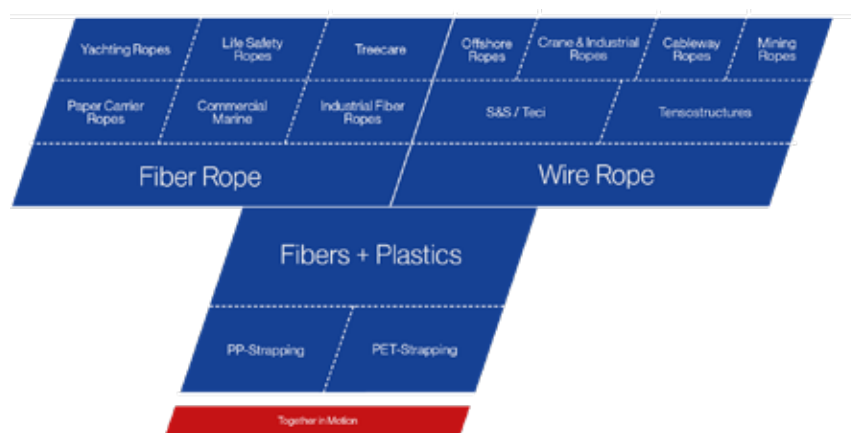 Yachting Ropes
Life Safety
Ropes
Treecare
Offshore
Ropes
Crane & Industrial
Ropes
Cableway
Ropes
Mining
Ropes
Paper Carrier
Ropes
Commercial
Marine
Industrial Fiber
Ropes
S&S / Teci
Tensostructures
Fiber Rope
Wire Rope
Fibers + Plastics
PP-Strapping
PET-Strapping
Together in Motion